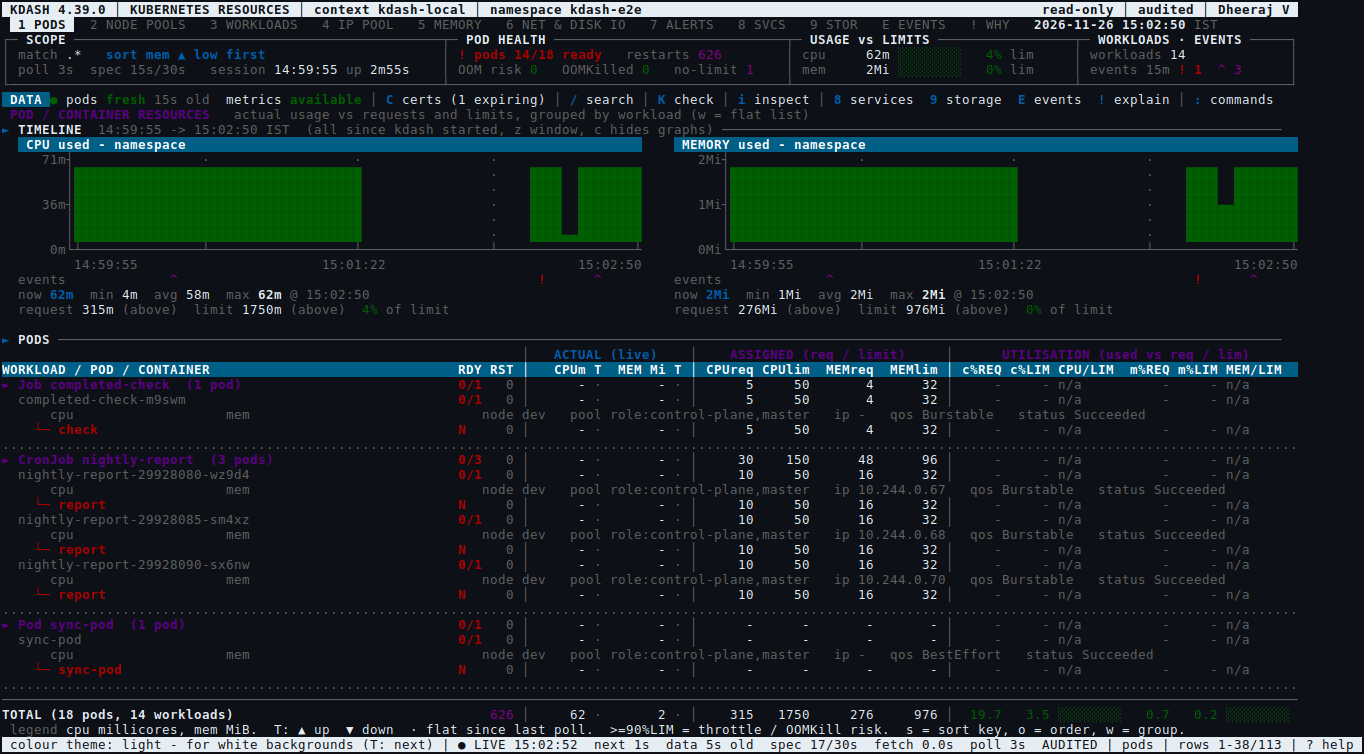 KDASH 4.39.0 │ KUBERNETES RESOURCES │ context kdash-local │ namespace kdash-e2e read-only │ audited │ Dheeraj V
1 PODS 2 NODE POOLS 3 WORKLOADS 4 IP POOL 5 MEMORY 6 NET & DISK IO 7 ALERTS 8 SVCS 9 STOR E EVENTS ! WHY 2026-11-26 15:02:50 IST
SCOPE POD HEALTH USAGE vs LIMITS WORKLOADS · EVENTS
match .* sort mem ▲ low first ! pods 14/18 ready restarts 626 cpu 62m 4% lim workloads 14
poll 3s spec 15s/30s session 14:59:55 up 2m55s OOM risk 0 OOMKilled 0 no-limit 1 mem 2Mi 0% lim events 15m ! 1 ^ 3
DATA ● pods fresh 15s old metrics available │ C certs (1 expiring) │ / search │ K check │ i inspect │ 8 services 9 storage E events ! explain │ : commands
POD / CONTAINER RESOURCES actual usage vs requests and limits, grouped by workload (w = flat list)
► TIMELINE 14:59:55 -> 15:02:50 IST (all since kdash started, z window, c hides graphs)
CPU used - namespace MEMORY used - namespace
71m 2Mi
36m 1Mi
0m 0Mi
14:59:55 15:01:22 15:02:50 14:59:55 15:01:22 15:02:50
events ^ ! ^ events ^ ! ^
now 62m min 4m avg 58m max 62m @ 15:02:50 now 2Mi min 1Mi avg 2Mi max 2Mi @ 15:02:50
request 315m (above) limit 1750m (above) 4% of limit request 276Mi (above) limit 976Mi (above) 0% of limit
► PODS
│ ACTUAL (live) │ ASSIGNED (req / limit) │ UTILISATION (used vs req / lim)
WORKLOAD / POD / CONTAINER RDY RST │ CPUm T MEM Mi T │ CPUreq CPUlim MEMreq MEMlim │ c%REQ c%LIM CPU/LIM m%REQ m%LIM MEM/LIM
► Job completed-check (1 pod) 0/1 0 │ - · - · │ 5 50 4 32 │ - - n/a - - n/a
completed-check-m9swm 0/1 0 │ - · - · │ 5 50 4 32 │ - - n/a - - n/a
cpu mem node dev pool role:control-plane,master ip - qos Burstable status Succeeded
└─ check N 0 │ - · - · │ 5 50 4 32 │ - - n/a - - n/a
► CronJob nightly-report (3 pods) 0/3 0 │ - · - · │ 30 150 48 96 │ - - n/a - - n/a
nightly-report-29928080-wz9d4 0/1 0 │ - · - · │ 10 50 16 32 │ - - n/a - - n/a
cpu mem node dev pool role:control-plane,master ip 10.244.0.67 qos Burstable status Succeeded
└─ report N 0 │ - · - · │ 10 50 16 32 │ - - n/a - - n/a
nightly-report-29928085-sm4xz 0/1 0 │ - · - · │ 10 50 16 32 │ - - n/a - - n/a
cpu mem node dev pool role:control-plane,master ip 10.244.0.68 qos Burstable status Succeeded
└─ report N 0 │ - · - · │ 10 50 16 32 │ - - n/a - - n/a
nightly-report-29928090-sx6nw 0/1 0 │ - · - · │ 10 50 16 32 │ - - n/a - - n/a
cpu mem node dev pool role:control-plane,master ip 10.244.0.70 qos Burstable status Succeeded
└─ report N 0 │ - · - · │ 10 50 16 32 │ - - n/a - - n/a
► Pod sync-pod (1 pod) 0/1 0 │ - · - · │ - - - - │ - - n/a - - n/a
sync-pod 0/1 0 │ - · - · │ - - - - │ - - n/a - - n/a
cpu mem node dev pool role:control-plane,master ip - qos BestEffort status Succeeded
└─ sync-pod N 0 │ - · - · │ - - - - │ - - n/a - - n/a
TOTAL (18 pods, 14 workloads) 626 │ 62 · 2 · │ 315 1750 276 976 │ 19.7 3.5 0.7 0.2
legend cpu millicores, mem MiB. T: ▲ up ▼ down · flat since last poll. >=90%LIM = throttle / OOMKill risk. s = sort key, o = order, w = group.
colour theme: light - for white backgrounds (T: next) │ ● LIVE 15:02:52 next 1s data 5s old spec 17/30s fetch 0.0s poll 3s AUDITED │ pods │ rows 1-38/113 │ ? help